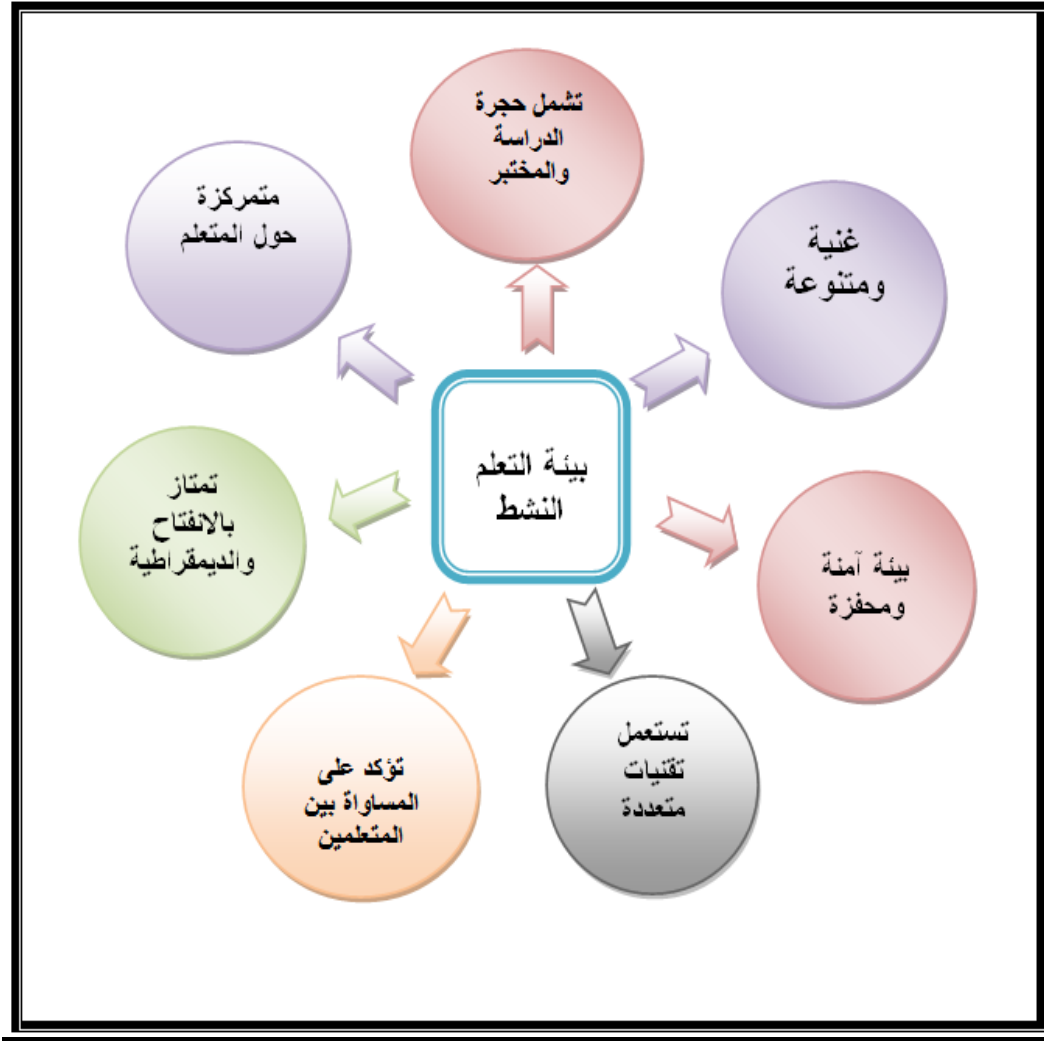 تشمل حجرة
الدراسة
والمختبر
متمركزة
حول المتعلم
غنية
ومتنوعة
بيئة التعلم
النشط
تمتاز
بالانفتاح
والديمقراطية
بيئة آمنة
ومحفزة
تؤكد على
المساواة بين
المتعلمين
تستعمل
تقنيات
متعددة